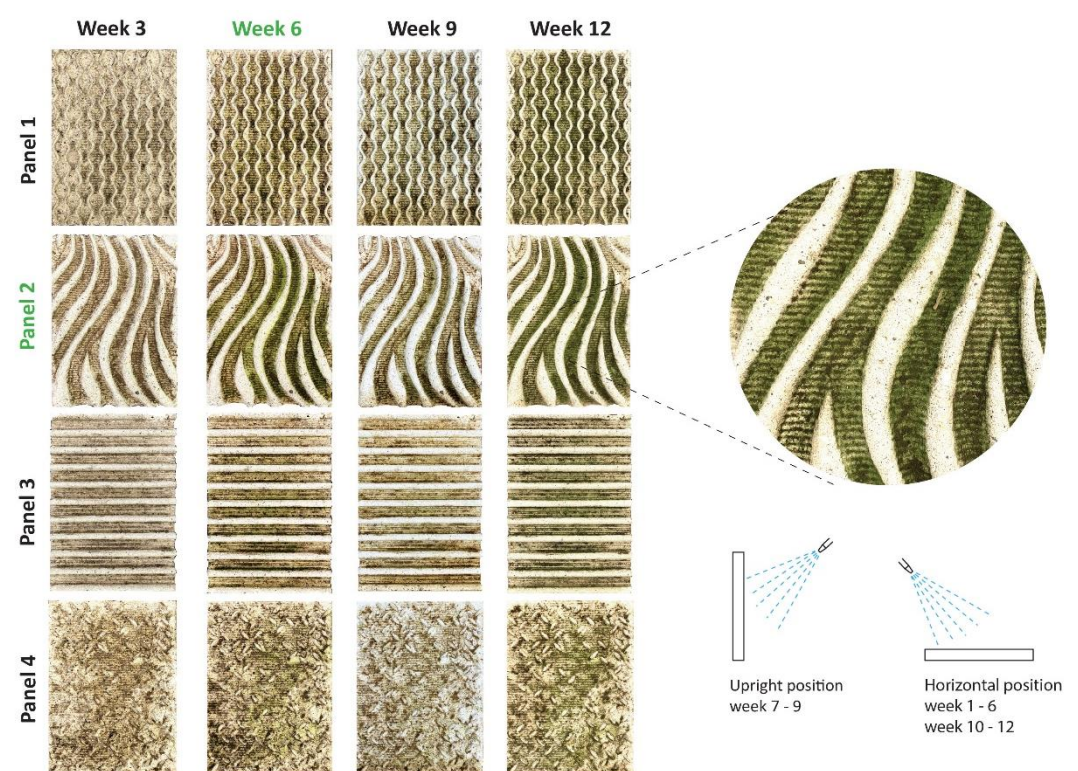 Week 3
Week 6
Week 9
Week 12
Panel 1
Panel 2
Panel 3
Panel 4
Upright position
week 7 - 9
Horizontal position
week 1 - 6
week 10 - 12